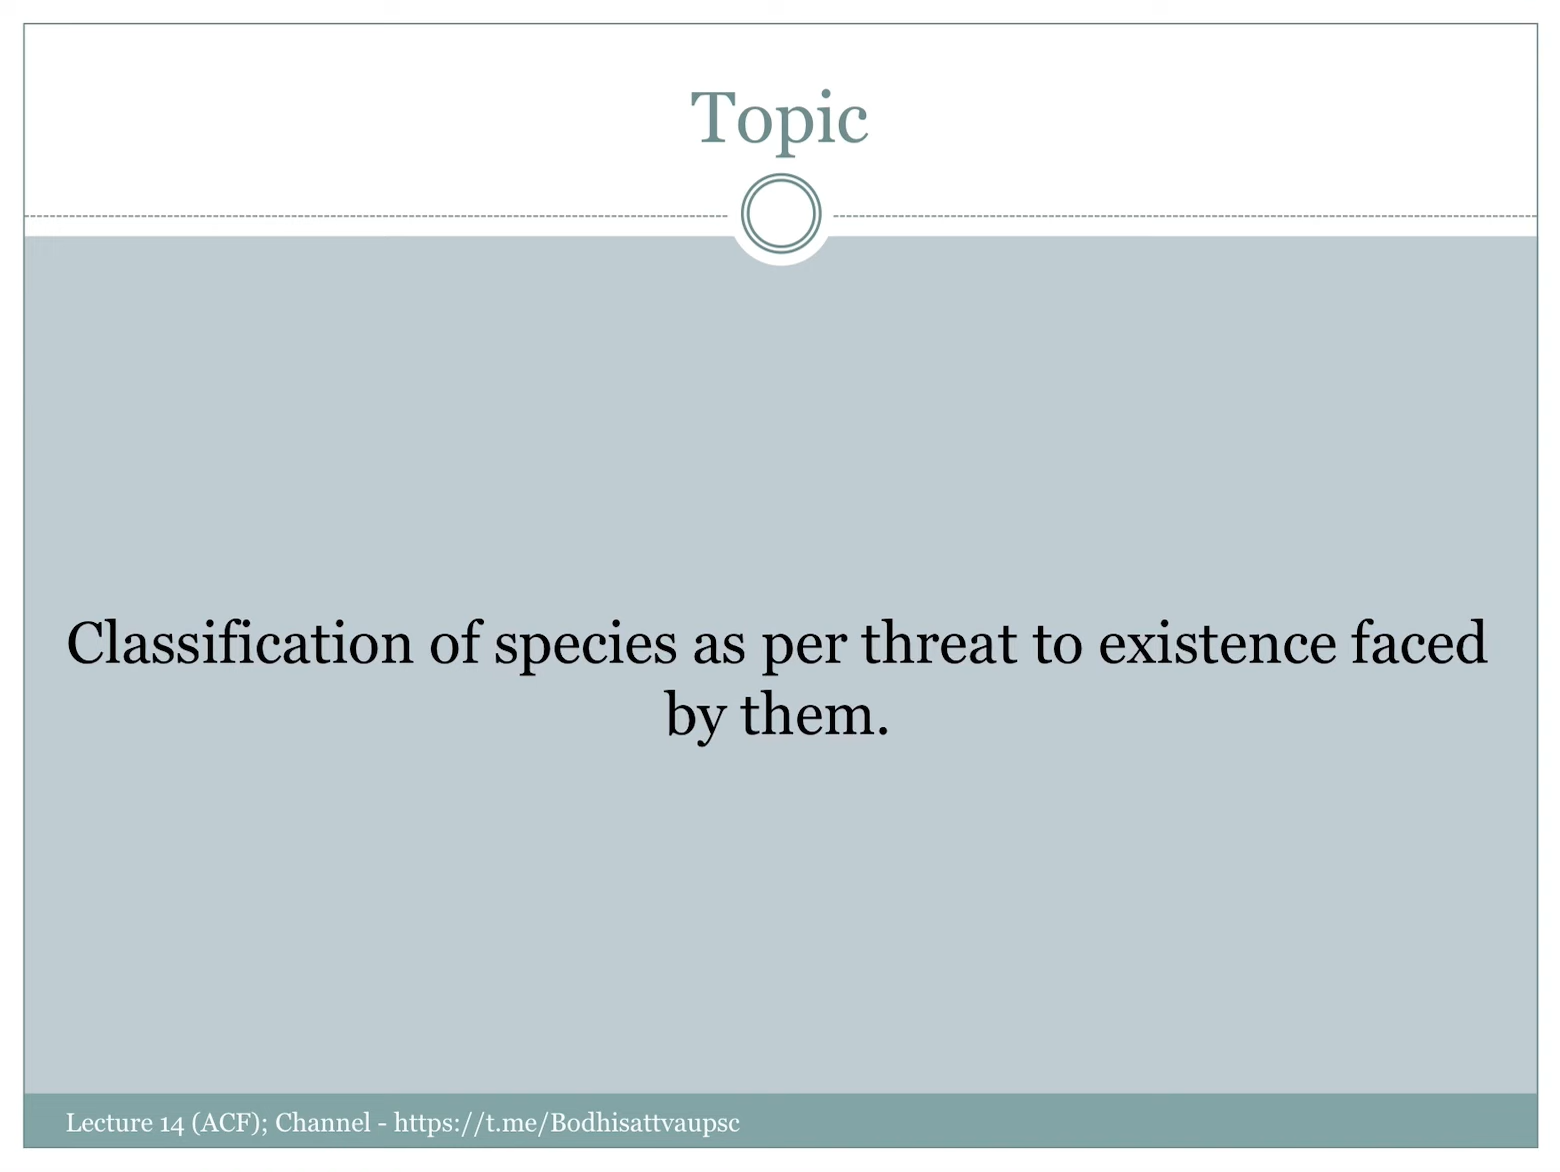 Topic
Classification of species as per threat to existence faced
by them.
Lecture 14 (ACF); Channel - https://t.me/Bodhisattvaupsc